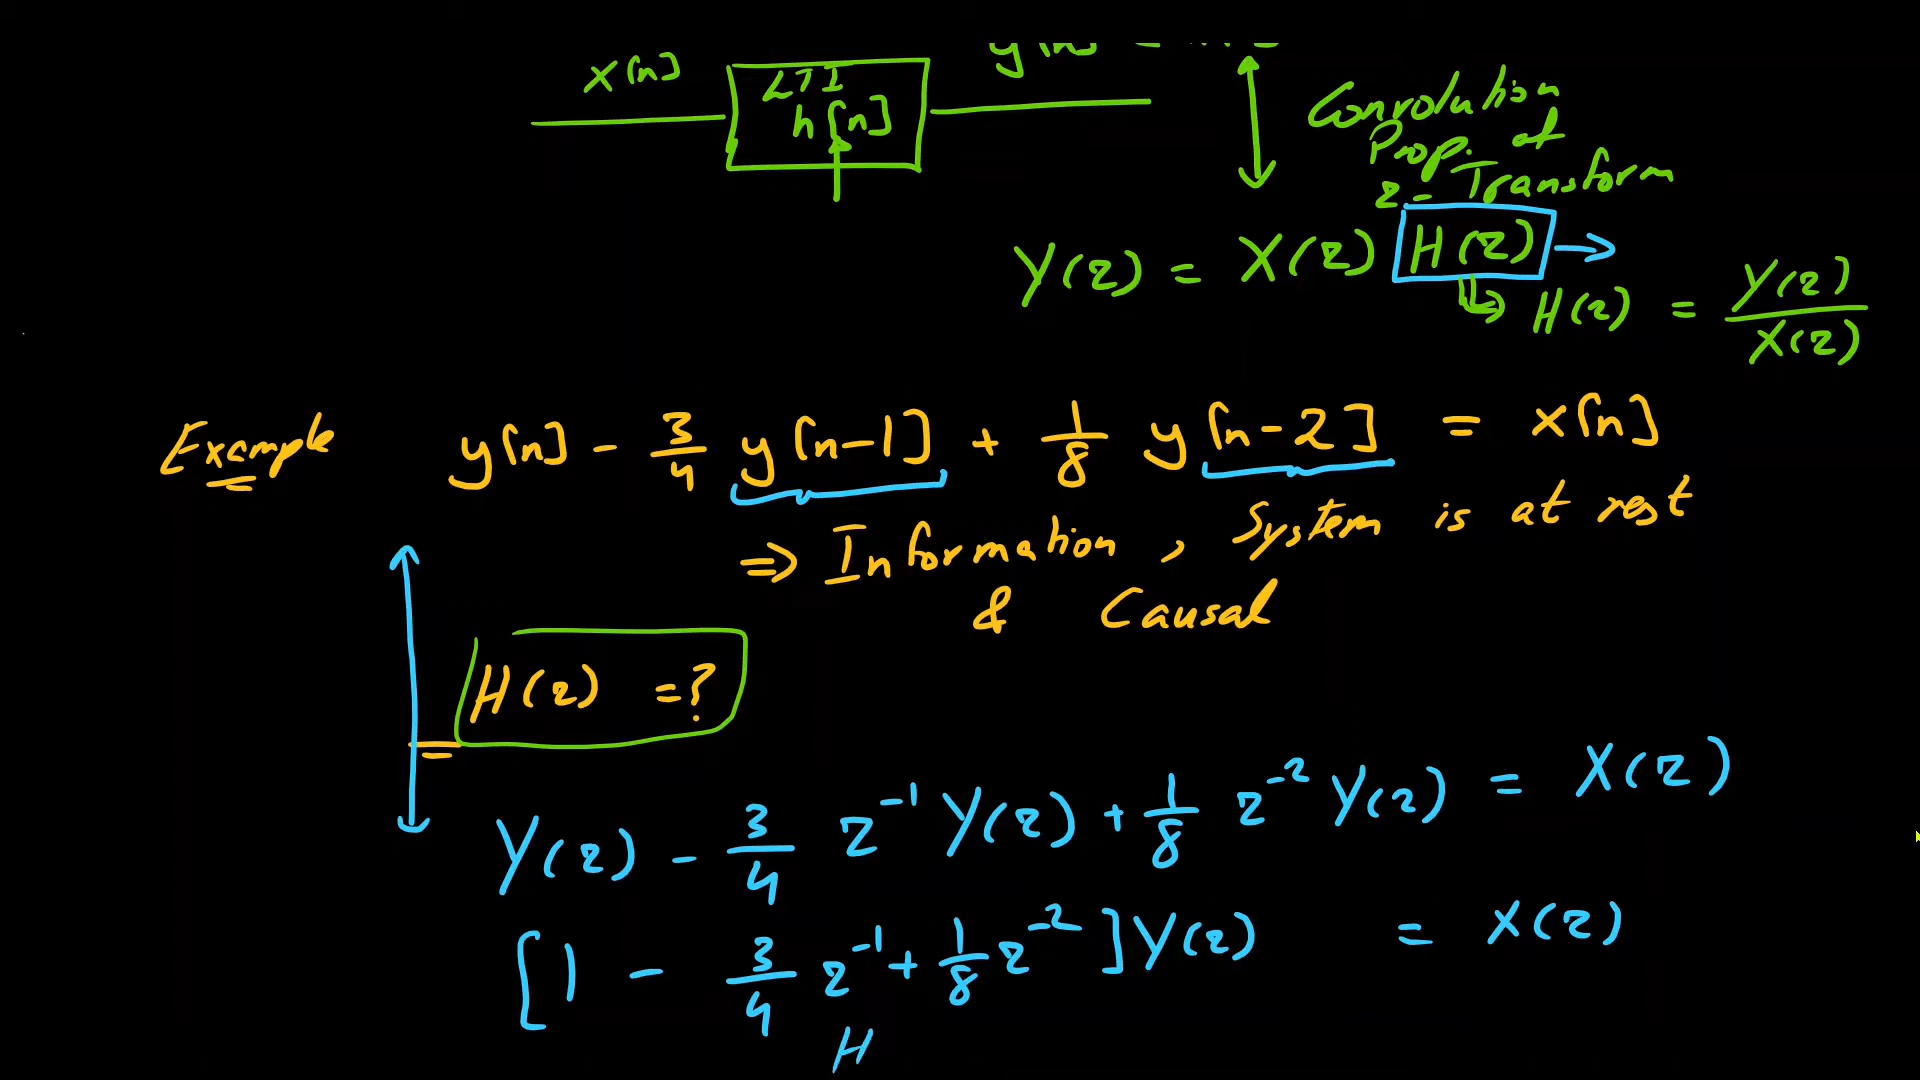 x[n]
LTI
h[n]
y[n] =
Convolution
Prop. of
z-Transform
Y(z) = X(z) H(z)
H(z) = Y(z)/X(z)
Example y[n] - 3/4 y[n-1] + 1/8 y[n-2] = x[n]
⇒ Information, System is at rest
& Causal
H(z) =?
Y(z) - 3/4 z^-1 Y(z) + 1/8 z^-2 Y(z) = X(z)
[1 - 3/4 z^-1 + 1/8 z^-2] Y(z) = X(z)
H